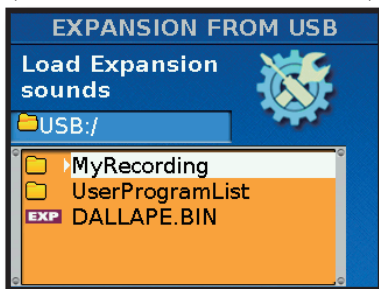 EXPANSION FROM USB
Load Expansion
sounds
USB:/
MyRecording
UserProgramList
EXP DALLAPE.BIN